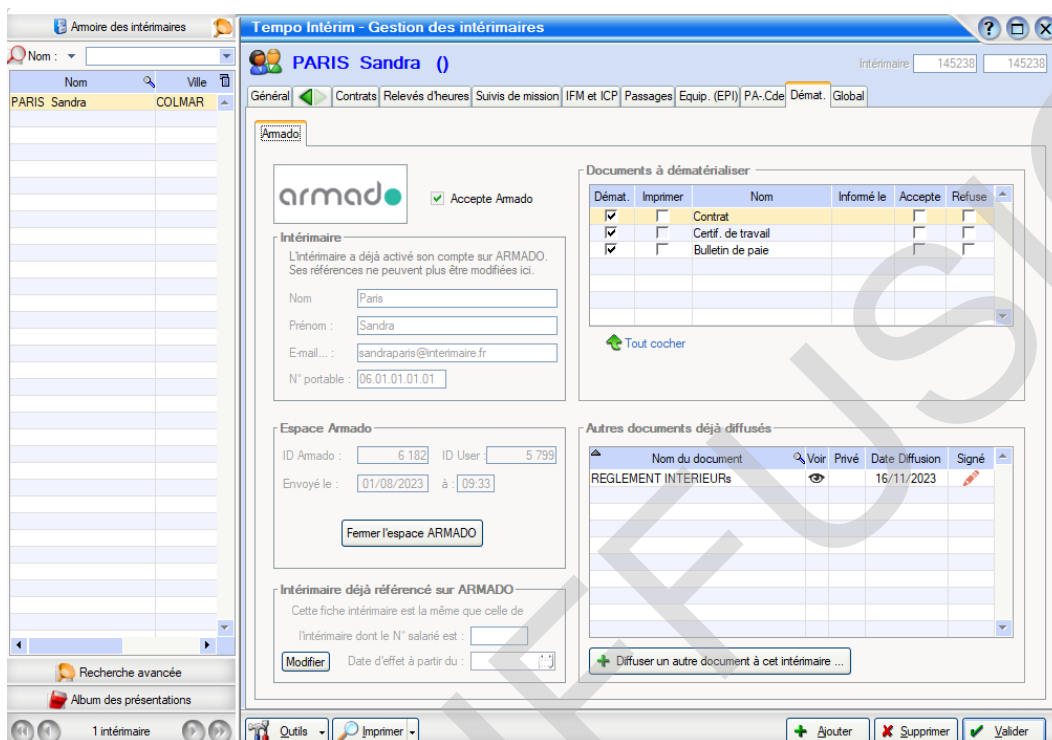 Armoire des intérimaires
Nom :
Nom Ville
PARIS Sandra COLMAR
Recherche avancée
Album des présentations
1 intérimaire
Tempo Intérim - Gestion des intérimaires
PARIS Sandra ()
Intérimaire 145238 145238
Général Contrats Relevés d'heures Suivis de mission IFM et ICP Passages Equip. (EPI) PA-.Cde Démat. Global
Armado
armado
Accepte Armado
Intérimaire
L'intérimaire a déjà activé son compte sur ARMADO.
Ses références ne peuvent plus être modifiées ici.
Nom Paris
Prénom : Sandra
E-mail... : sandraparis@interimaire.fr
N° portable : 06.01.01.01.01
Espace Armado
ID Armado : 6 182 ID User : 5 799
Envoyé le : 01/08/2023 à : 09:33
Fermer l'espace ARMADO
Intérimaire déjà référencé sur ARMADO
Cette fiche intérimaire est la même que celle de
l'intérimaire dont le N° salarié est :
Modifier Date d'effet à partir du :
Documents à dématérialiser
Démat. Imprimer Nom Informé le Accepte Refuse
Contrat
Certif. de travail
Bulletin de paie
Tout cocher
Autres documents déjà diffusés
Nom du document Voir Privé Date Diffusion Signé
REGLEMENT INTERIEURs 16/11/2023
Diffuser un autre document à cet intérimaire ...
Outils Imprimer Ajouter Supprimer Valider